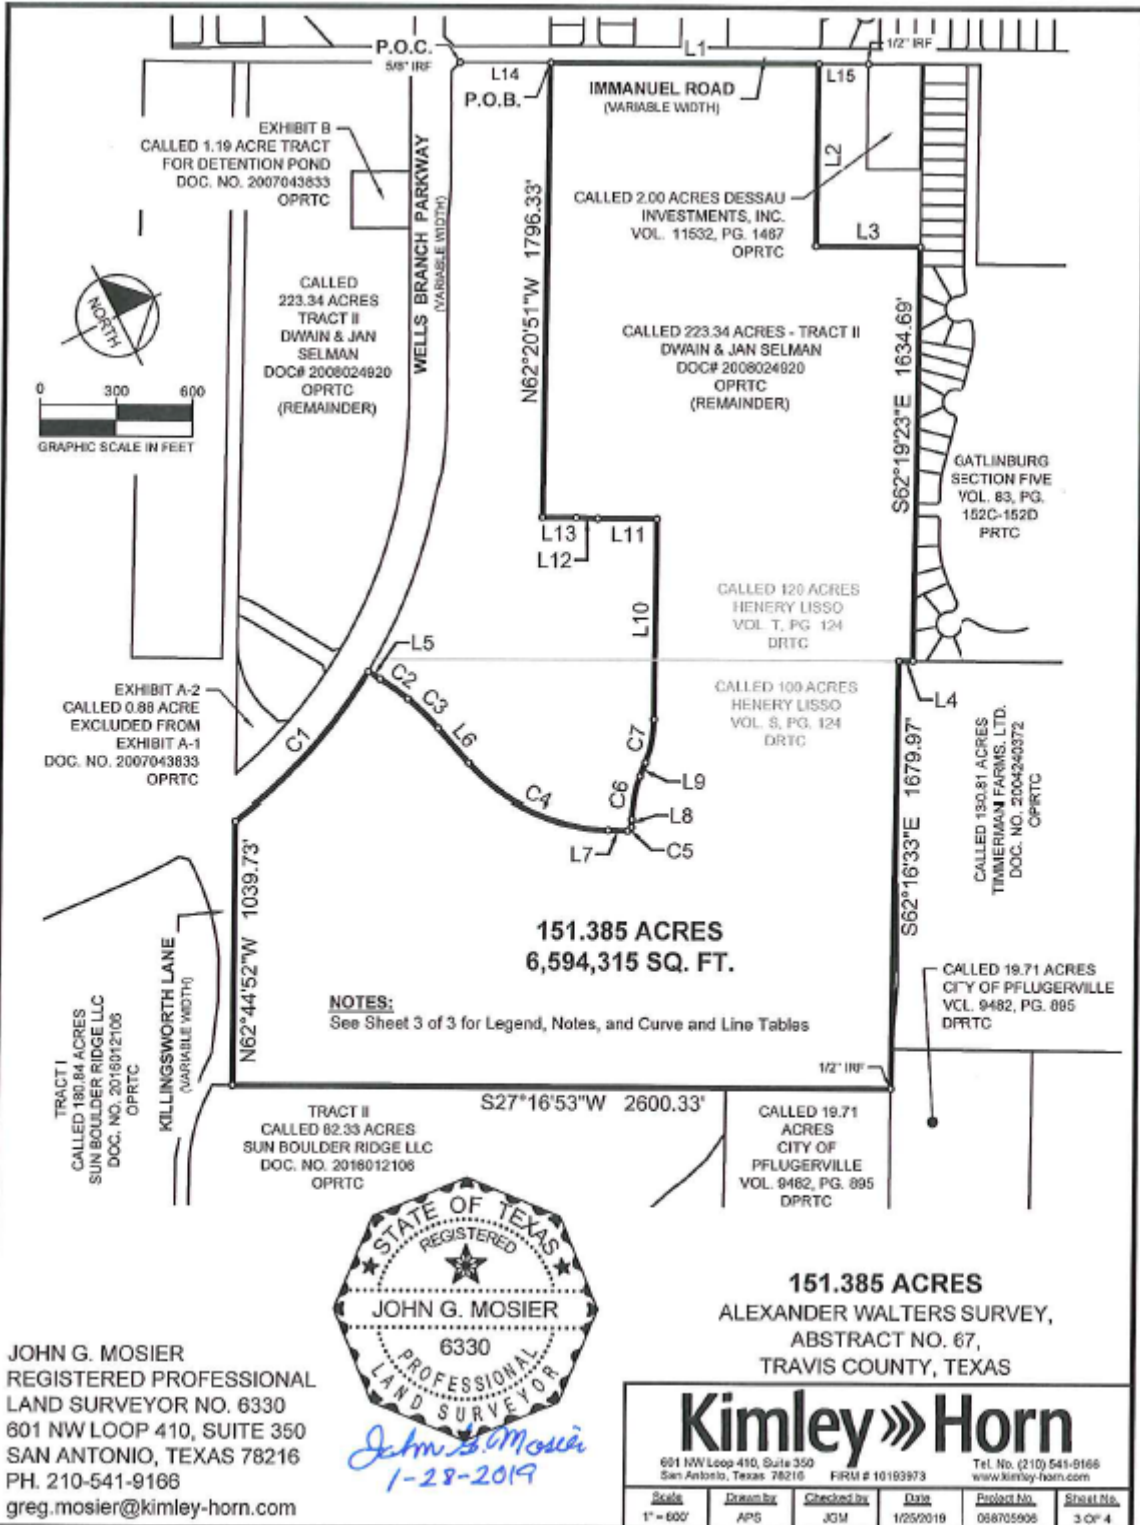 P.O.C.
5/8" IRF
L14
P.O.B.
L1
IMMANUEL ROAD
(VARIABLE WIDTH)
L15
1/2" IRF
EXHIBIT B
CALLED 1.19 ACRE TRACT
FOR DETENTION POND
DOC. NO. 2007043833
OPRTC
WELLS BRANCH PARKWAY
(VARIABLE WIDTH)
N62°20'51"W 1796.33'
L2
CALLED 2.00 ACRES DESSAU
INVESTMENTS, INC.
VOL. 11532, PG. 1467
OPRTC
L3
NORTH
0 300 600
GRAPHIC SCALE IN FEET
CALLED
223.34 ACRES
TRACT II
DWAIN & JAN
SELMAN
DOC# 2008024920
OPRTC
(REMAINDER)
CALLED 223.34 ACRES - TRACT II
DWAIN & JAN SELMAN
DOC# 2008024920
OPRTC
(REMAINDER)
S62°19'23"E 1634.69'
GATLINBURG
SECTION FIVE
VOL. 83, PG.
152C-152D
PRTC
L13
L12
L11
L10
CALLED 120 ACRES
HENERY LISSO
VOL. T, PG. 124
DRTC
L5
C2
C3
L6
CALLED 100 ACRES
HENERY LISSO
VOL. S, PG. 124
DRTC
L4
EXHIBIT A-2
CALLED 0.88 ACRE
EXCLUDED FROM
EXHIBIT A-1
DOC. NO. 2007043833
OPRTC
C1
C7
L9
C6
C4
L8
L7
C5
S62°16'33"E 1679.97'
CALLED 130.81 ACRES
TIMMERMAN FARMS, LTD.
DOC. NO. 2004240372
OPRTC
N62°44'52"W 1039.73'
151.385 ACRES
6,594,315 SQ. FT.
NOTES:
See Sheet 3 of 3 for Legend, Notes, and Curve and Line Tables
CALLED 19.71 ACRES
CITY OF PFLUGERVILLE
VOL. 9482, PG. 895
DPRTC
KILLINGSWORTH LANE
(VARIABLE WIDTH)
TRACT I
CALLED 180.84 ACRES
SUN BOULDER RIDGE LLC
DOC. NO. 2016012106
OPRTC
1/2" IRF
S27°16'53"W 2600.33'
TRACT II
CALLED 82.33 ACRES
SUN BOULDER RIDGE LLC
DOC. NO. 2016012106
OPRTC
CALLED 19.71
ACRES
CITY OF
PFLUGERVILLE
VOL. 9482, PG. 895
DPRTC
STATE OF TEXAS
REGISTERED
JOHN G. MOSIER
6330
PROFESSIONAL
LAND SURVEYOR
John G. Mosier
1-28-2019
151.385 ACRES
ALEXANDER WALTERS SURVEY,
ABSTRACT NO. 67,
TRAVIS COUNTY, TEXAS
JOHN G. MOSIER
REGISTERED PROFESSIONAL
LAND SURVEYOR NO. 6330
601 NW LOOP 410, SUITE 350
SAN ANTONIO, TEXAS 78216
PH. 210-541-9166
greg.mosier@kimley-horn.com
Kimley»Horn
601 NW Loop 410, Suite 350
San Antonio, Texas 78216 FIRM # 10193973
Tel. No. (210) 541-9166
www.kimley-horn.com
Scale Drawn by Checked by Date Project No. Sheet No.
1" = 600' APS JGM 1/25/2019 068705906 3 OF 4